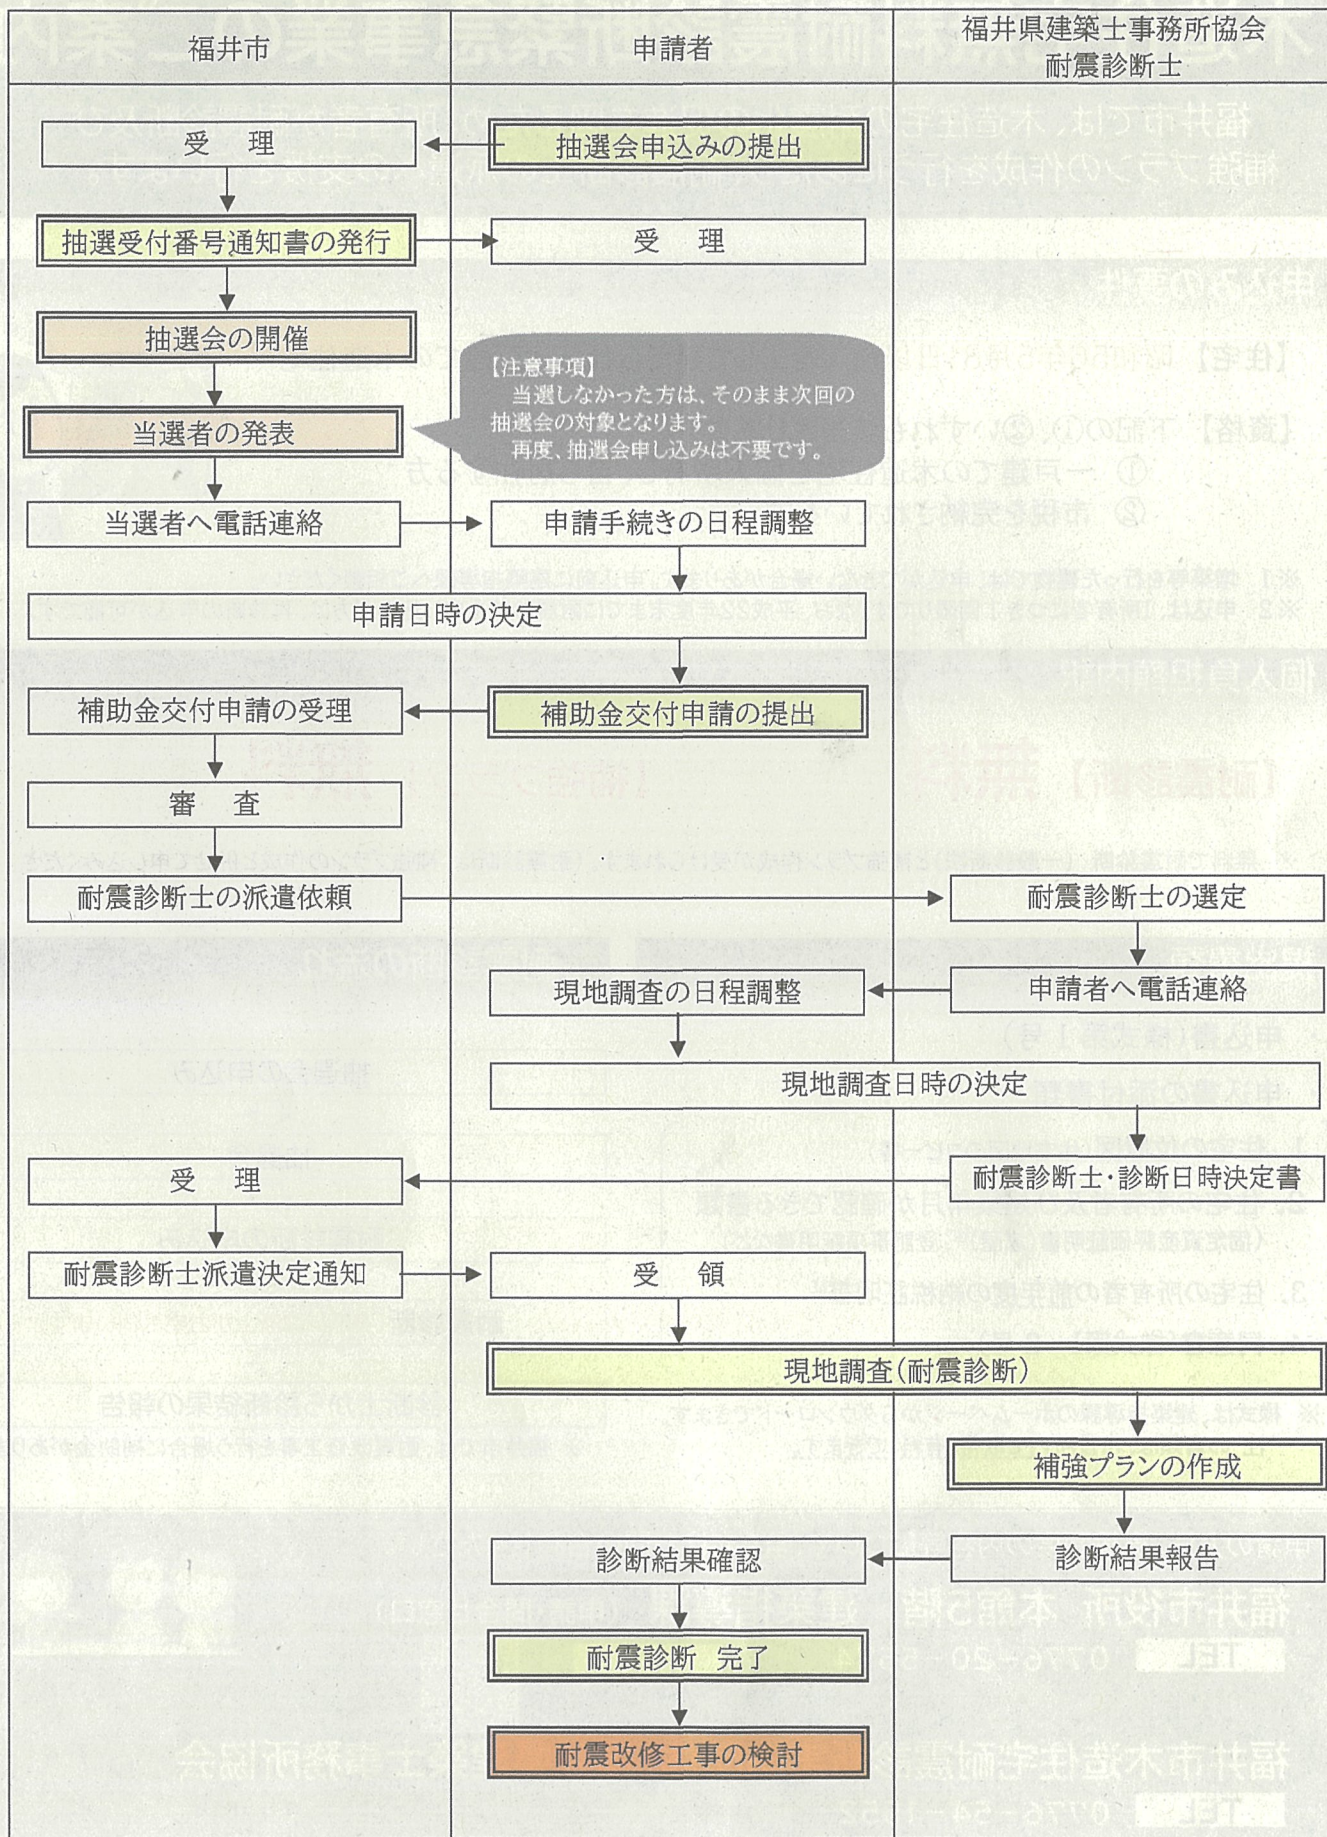 福井市
申請者
福井県建築士事務所協会
耐震診断士
受　理
抽選会申込みの提出
抽選受付番号通知書の発行
受　理
抽選会の開催
【注意事項】
当選しなかった方は、そのまま次回の
抽選会の対象となります。
再度、抽選会申し込みは不要です。
当選者の発表
当選者へ電話連絡
申請手続きの日程調整
申請日時の決定
補助金交付申請の受理
補助金交付申請の提出
審　査
耐震診断士の派遣依頼
耐震診断士の選定
現地調査の日程調整
申請者へ電話連絡
現地調査日時の決定
受　理
耐震診断士・診断日時決定書
耐震診断士派遣決定通知
受　領
現地調査(耐震診断)
補強プランの作成
診断結果確認
診断結果報告
耐震診断　完了
耐震改修工事の検討